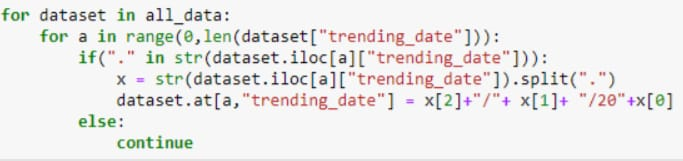 for dataset in all_data:
    for a in range(0,len(dataset["trending_date"])):
        if("." in str(dataset.iloc[a]["trending_date"])):
            x = str(dataset.iloc[a]["trending_date"]).split(".")
            dataset.at[a,"trending_date"] = x[2]+"/"+ x[1]+ "/20"+x[0]
        else:
            continue